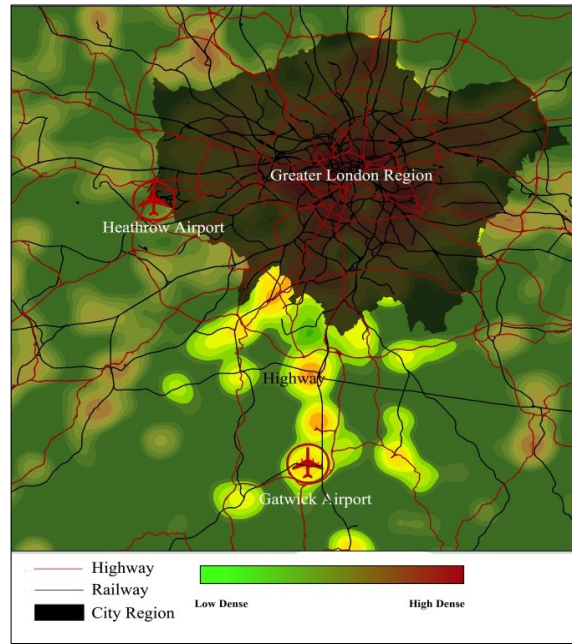 Greater London Region
Heathrow Airport
Highway
Gatwick Airport
Highway
Railway
City Region
Low Dense
High Dense